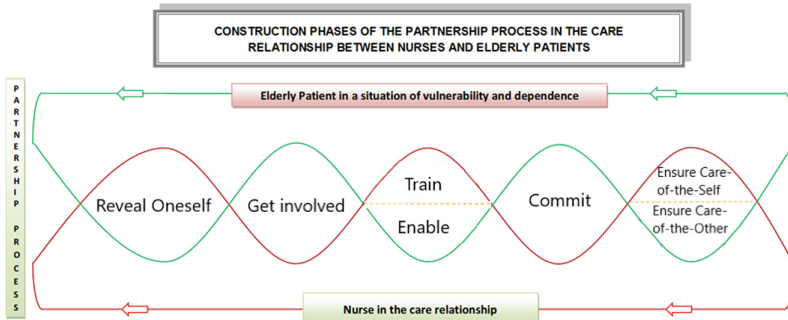 CONSTRUCTION PHASES OF THE PARTNERSHIP PROCESS IN THE CARE
RELATIONSHIP BETWEEN NURSES AND ELDERLY PATIENTS
PARTNERSHIP PROCESS
Elderly Patient in a situation of vulnerability and dependence
Reveal Oneself
Get involved
Train
Enable
Commit
Ensure Care-
of-the-Self
Ensure Care-
of-the-Other
Nurse in the care relationship